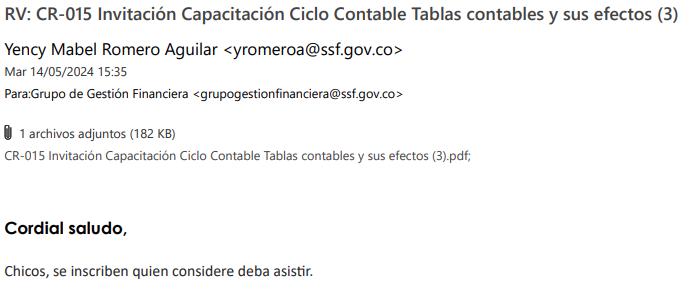 RV: CR-015 Invitación Capacitación Ciclo Contable Tablas contables y sus efectos (3)
Yency Mabel Romero Aguilar <yromeroa@ssf.gov.co>
Mar 14/05/2024 15:35
Para:Grupo de Gestión Financiera <grupogestionfinanciera@ssf.gov.co>
1 archivos adjuntos (182 KB)
CR-015 Invitación Capacitación Ciclo Contable Tablas contables y sus efectos (3).pdf;
Cordial saludo,
Chicos, se inscriben quien considere deba asistir.